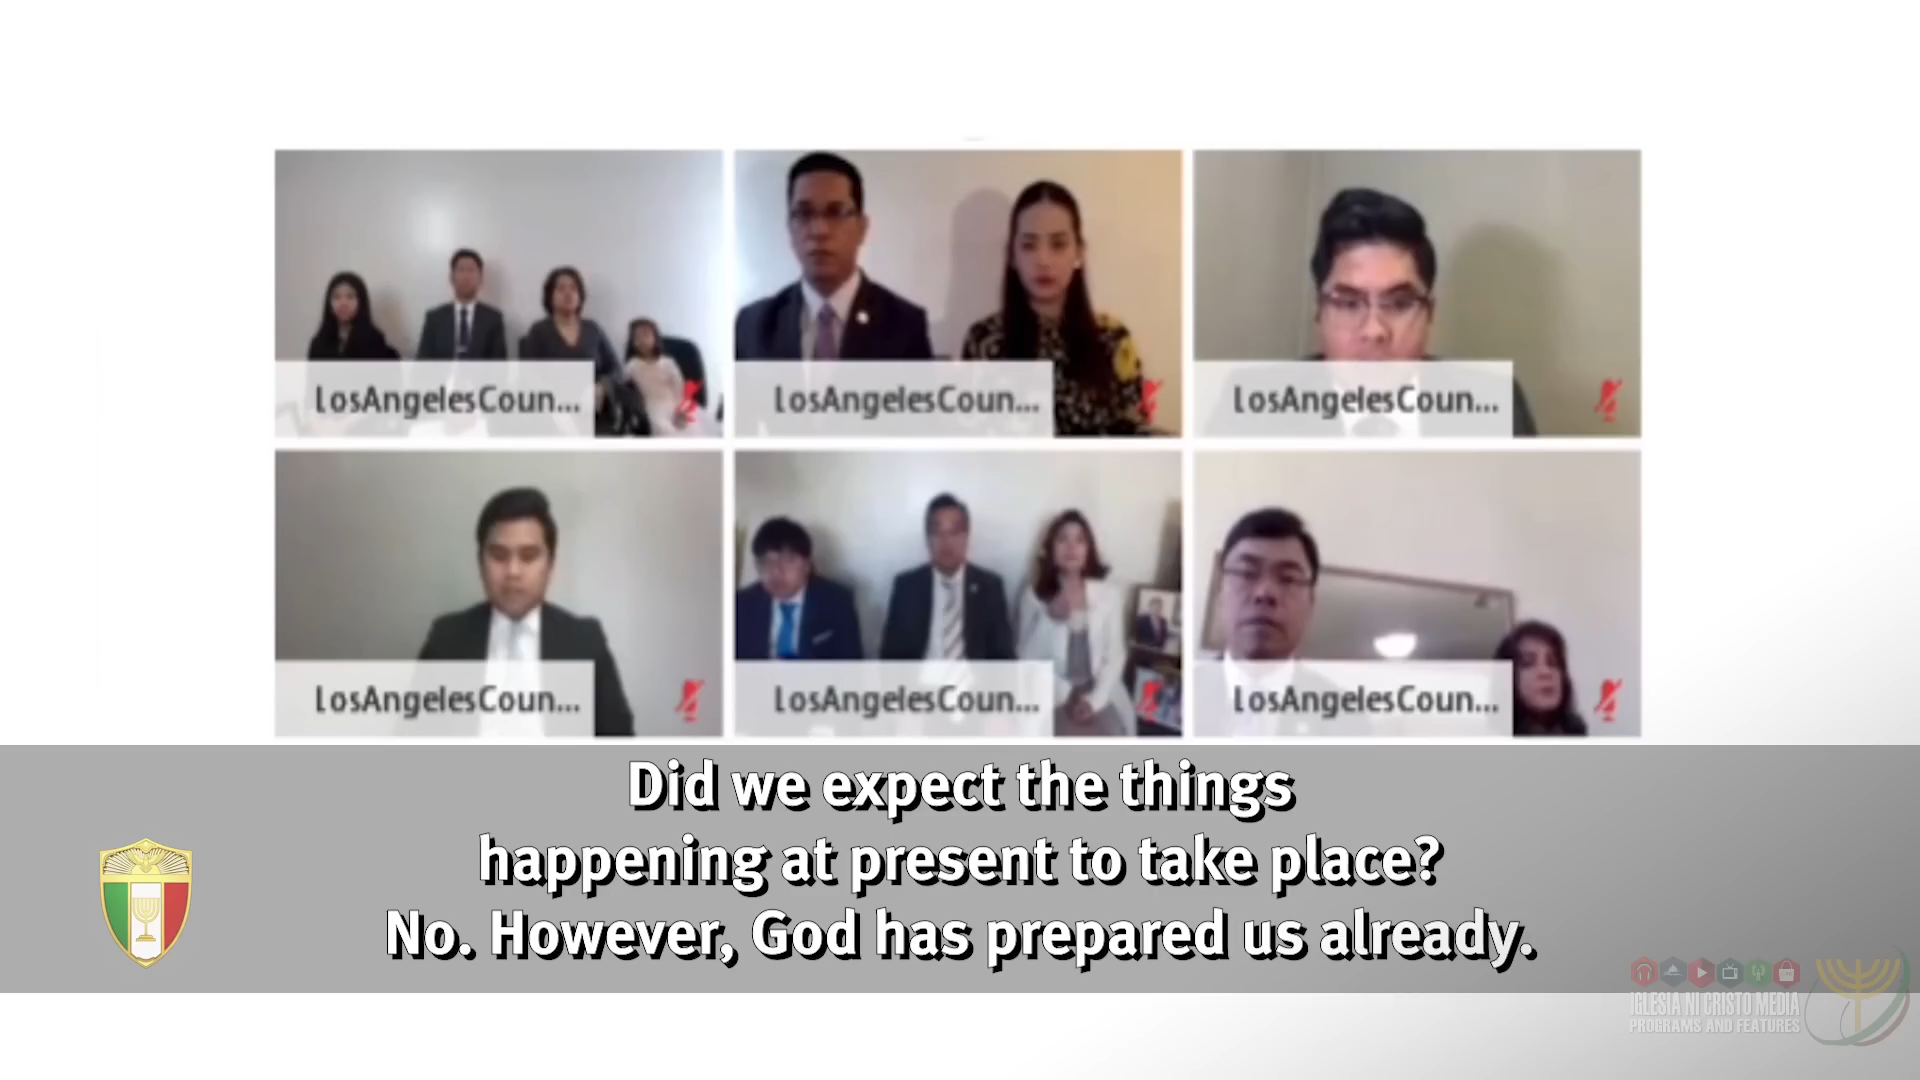 LosAngelesCoun...
LosAngelesCoun...
LosAngelesCoun...
LosAngelesCoun...
LosAngelesCoun...
LosAngelesCoun...
Did we expect the things
happening at present to take place?
No. However, God has prepared us already.
IGLESIA NI CRISTO MEDIA
PROGRAMS AND FEATURES